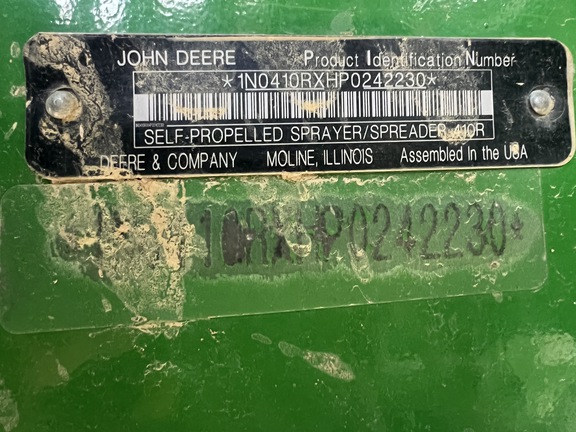 JOHN DEERE Product Identification Number
*1N0410RXHP0242230*
SELF-PROPELLED SPRAYER/SPREADER 410R
DEERE & COMPANY MOLINE, ILLINOIS Assembled in the USA
10RXHP0242230*